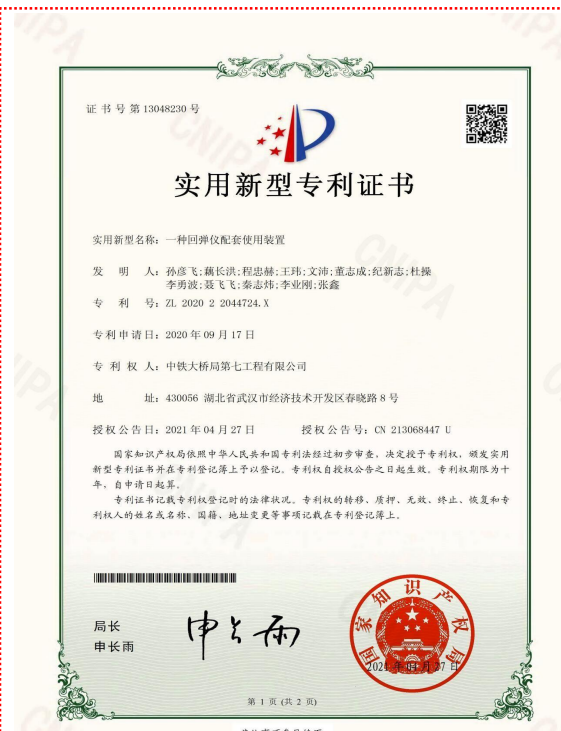 证书号第13048230号
实用新型专利证书
实用新型名称：一种回弹仪配套使用装置
发明人：孙彦飞;藕长洪;程忠赫;王玮;文沛;董志成;纪新志;杜操
李勇波;聂飞飞;秦志炜;李业刚;张鑫
专利号：ZL 2020 2 2044724.X
专利申请日：2020年09月17日
专利权人：中铁大桥局第七工程有限公司
地址：430056 湖北省武汉市经济技术开发区春晓路8号
授权公告日：2021年04月27日 授权公告号：CN 213068447 U
国家知识产权局依照中华人民共和国专利法经过初步审查，决定授予专利权，颁发实用
新型专利证书并在专利登记簿上予以登记。专利权自授权公告之日起生效。专利权期限为十
年，自申请日起算。
专利证书记载专利权登记时的法律状况。专利权的转移、质押、无效、终止、恢复和专
利权人的姓名或名称、国籍、地址变更等事项记载在专利登记簿上。
局长
申长雨
申长雨
国家知识产权局
2021年04月27日
第 1 页 (共 2 页)
CNIPA
CNIPA
CNIPA